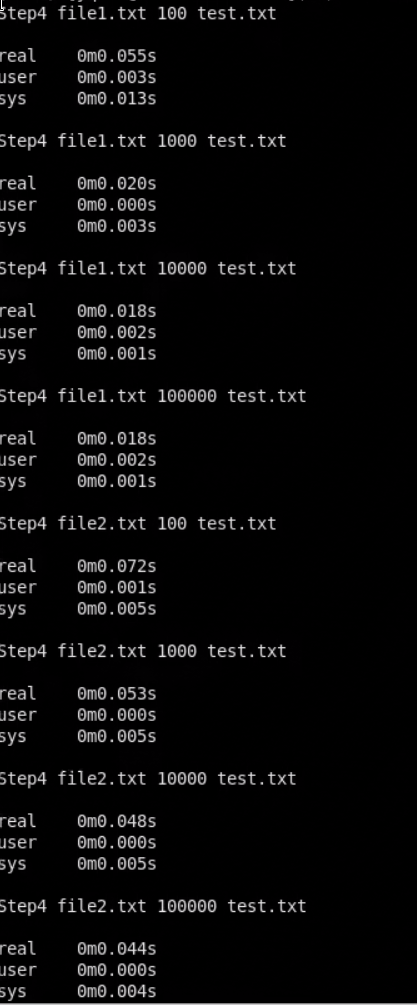 Step4 file1.txt 100 test.txt
real 0m0.055s
user 0m0.003s
sys 0m0.013s
Step4 file1.txt 1000 test.txt
real 0m0.020s
user 0m0.000s
sys 0m0.003s
Step4 file1.txt 10000 test.txt
real 0m0.018s
user 0m0.002s
sys 0m0.001s
Step4 file1.txt 100000 test.txt
real 0m0.018s
user 0m0.002s
sys 0m0.001s
Step4 file2.txt 100 test.txt
real 0m0.072s
user 0m0.001s
sys 0m0.005s
Step4 file2.txt 1000 test.txt
real 0m0.053s
user 0m0.000s
sys 0m0.005s
Step4 file2.txt 10000 test.txt
real 0m0.048s
user 0m0.000s
sys 0m0.005s
Step4 file2.txt 100000 test.txt
real 0m0.044s
user 0m0.000s
sys 0m0.004s